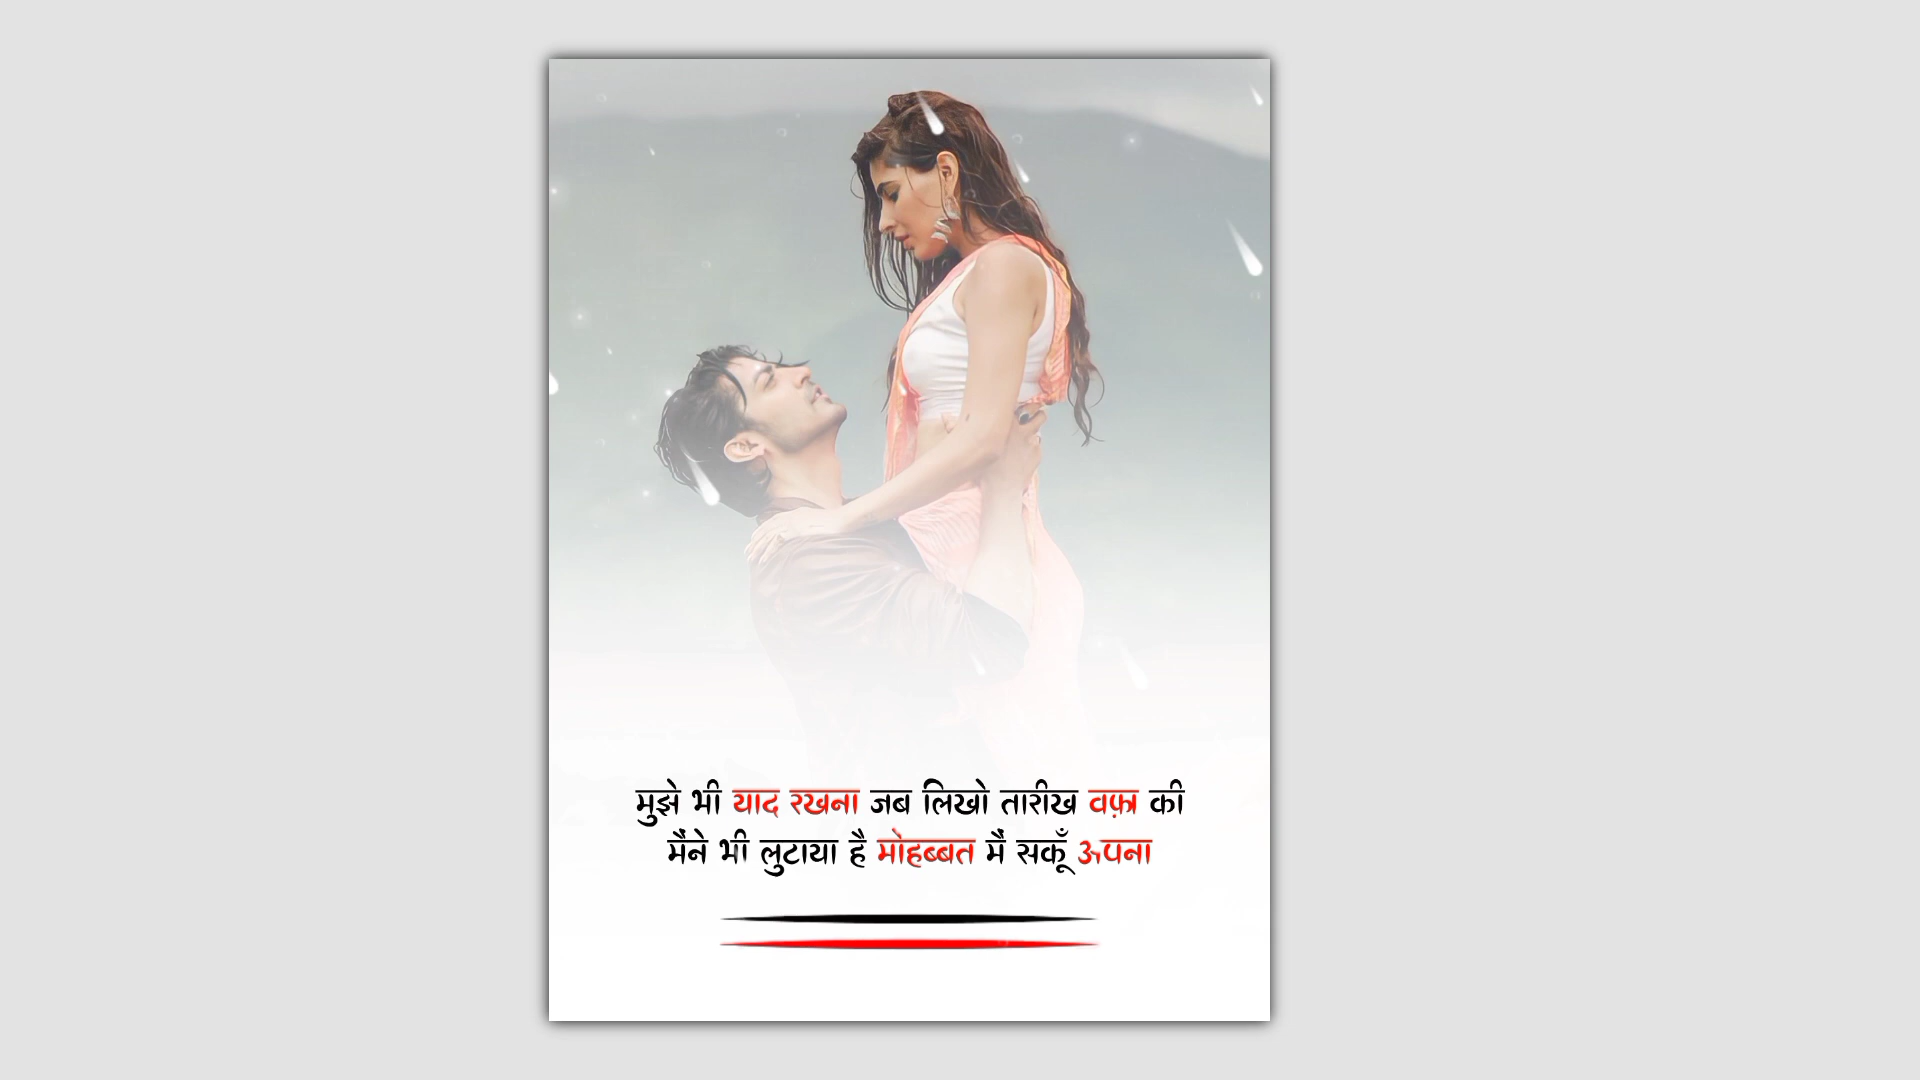 मुझे भी याद रखना जब लिखो तारीख वफ़ा की
मैंने भी लुटाया है मोहब्बत में सकूँ अपना